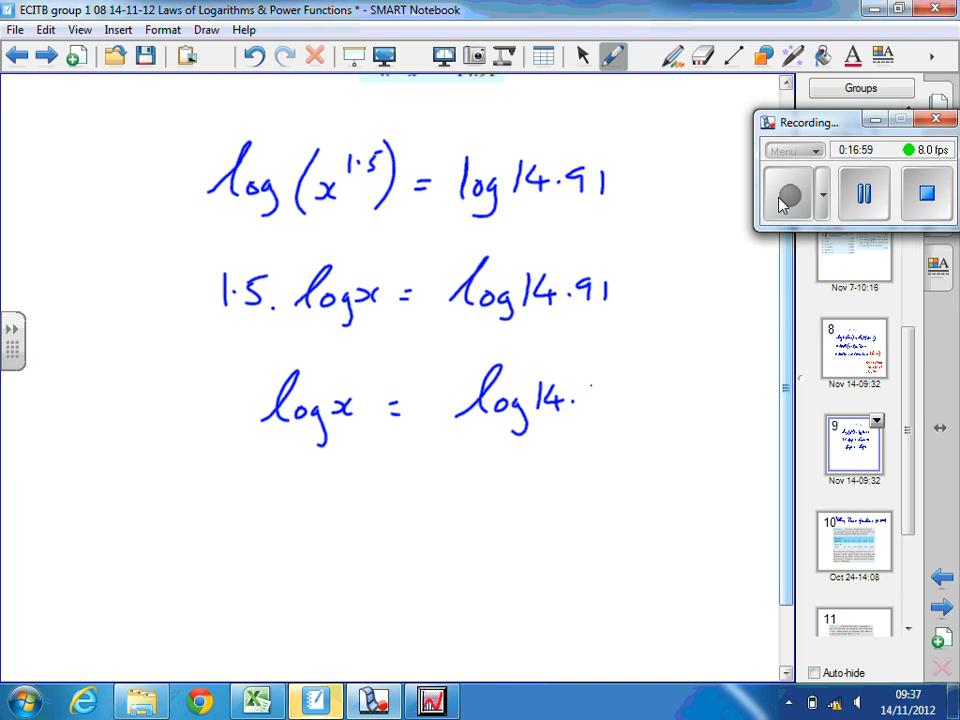 ECITB group 1 08 14-11-12 Laws of Logarithms & Power Functions * - SMART Notebook
File Edit View Insert Format Draw Help
Groups
Recording...
Menu 0:16:59 8.0 fps
log(x^1.5) = log 14.91
1.5. log x = log 14.91
log x = log 14.
Nov 7-10:16
8
Nov 14-09:32
9
Nov 14-09:32
10
Oct 24-14:08
11
Auto-hide
09:37
14/11/2012